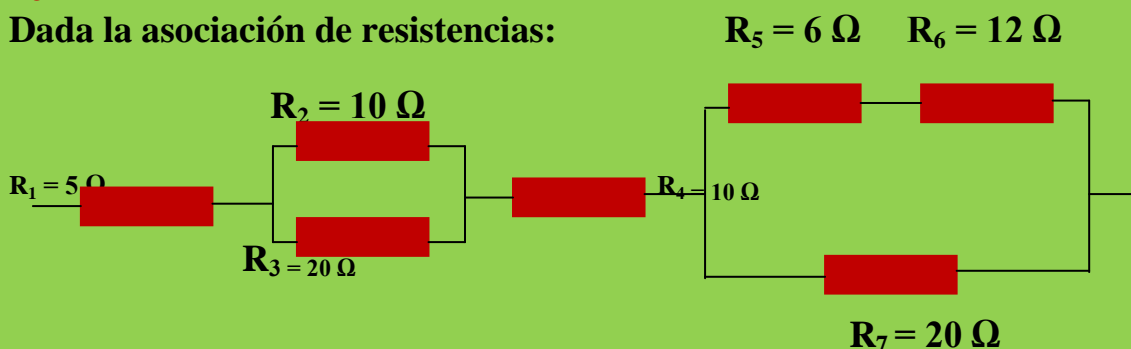 Dada la asociación de resistencias:
R₅ = 6 Ω R₆ = 12 Ω
R₂ = 10 Ω
R₁ = 5 Ω
R₄ = 10 Ω
R₃ = 20 Ω
R₇ = 20 Ω